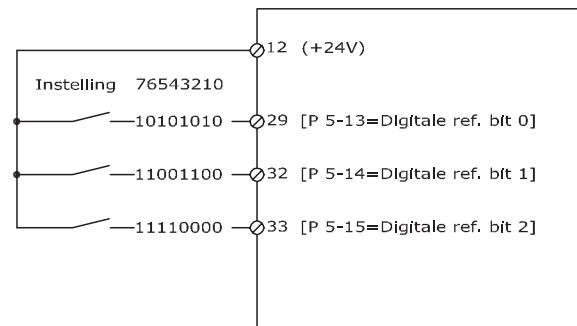 12 (+24V)
Instelling 76543210
10101010 29 [P 5-13=Digitale ref. bit 0]
11001100 32 [P 5-14=Digitale ref. bit 1]
11110000 33 [P 5-15=Digitale ref. bit 2]